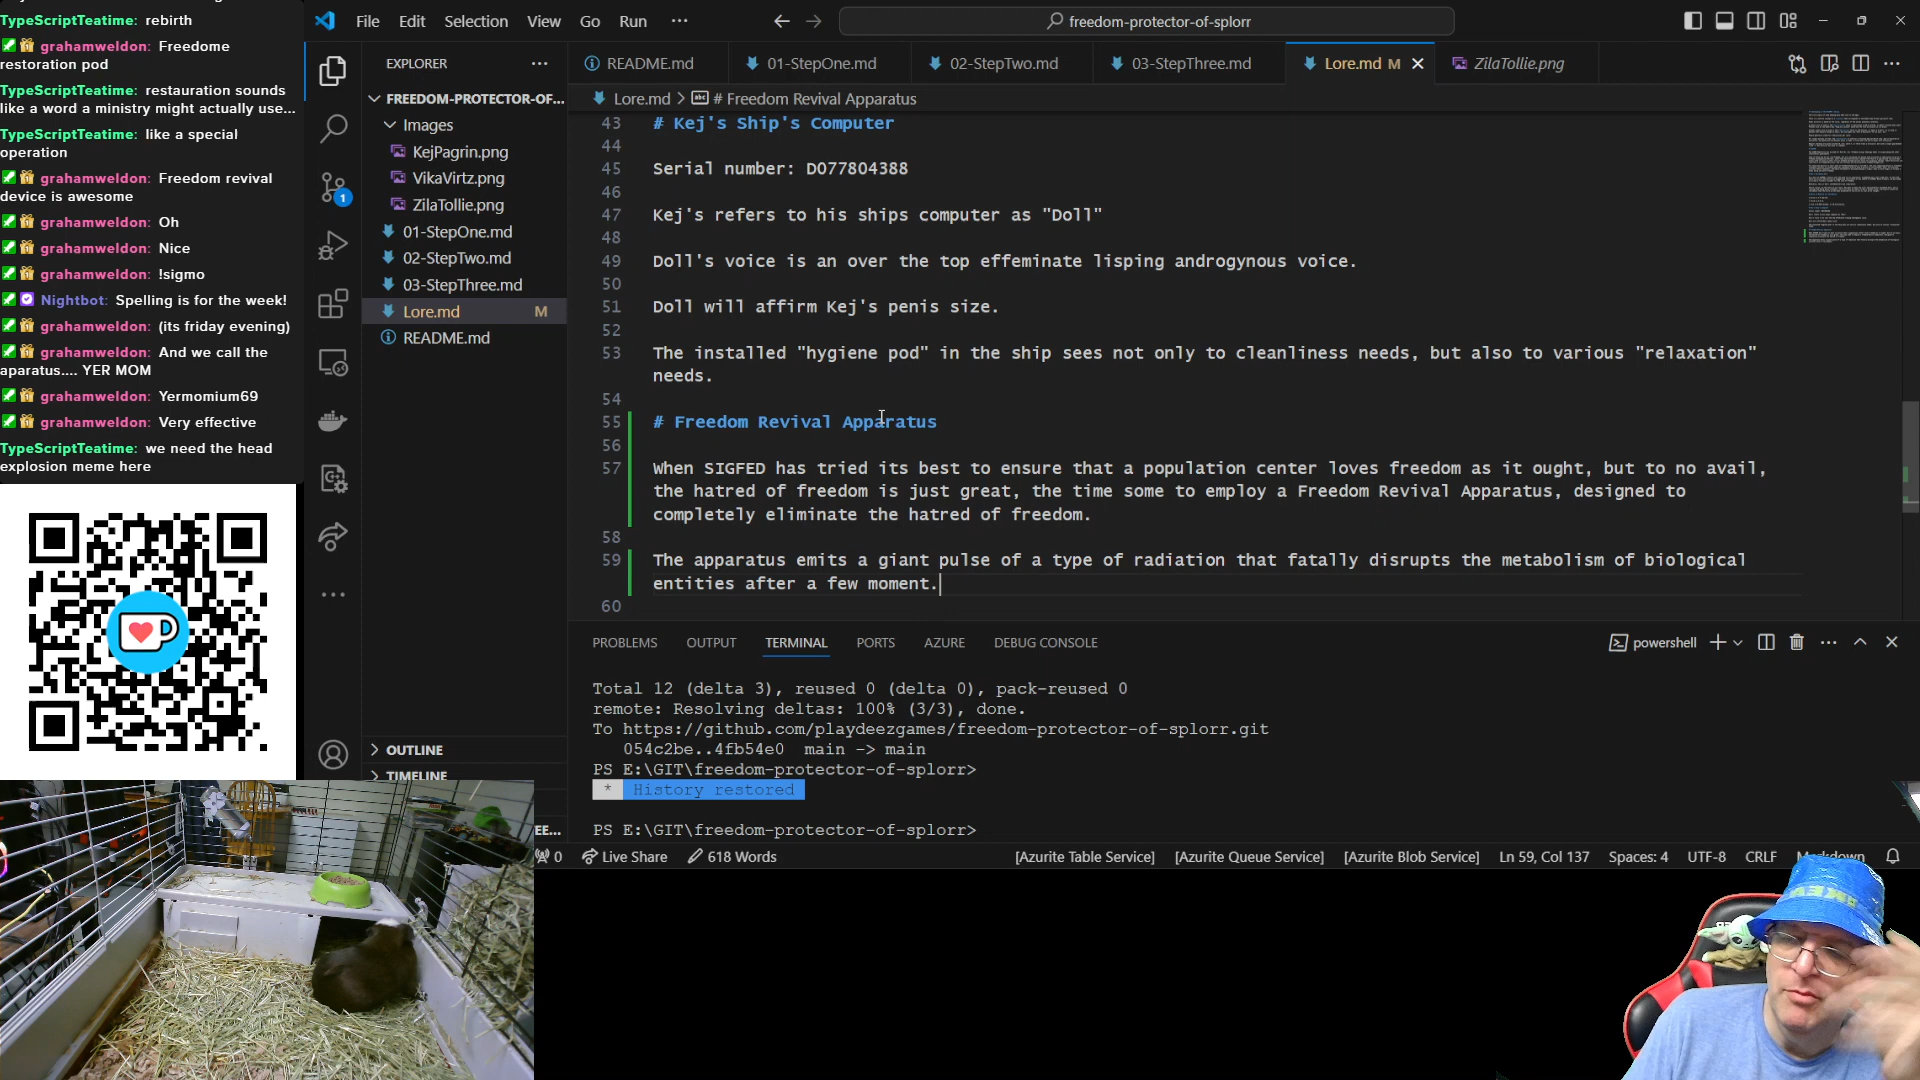 TypeScriptTeatime: rebirth
grahamweldon: Freedome
restoration pod
TypeScriptTeatime: restauration sounds
like a word a ministry might actually use...
TypeScriptTeatime: like a special
operation
grahamweldon: Freedom revival
device is awesome
grahamweldon: Oh
grahamweldon: Nice
grahamweldon: !sigmo
Nightbot: Spelling is for the week!
grahamweldon: (its friday evening)
grahamweldon: And we call the
aparatus.... YER MOM
grahamweldon: Yermomium69
grahamweldon: Very effective
TypeScriptTeatime: we need the head
explosion meme here
File Edit Selection View Go Run ···
freedom-protector-of-splorr
EXPLORER
FREEDOM-PROTECTOR-OF...
Images
KejPagrin.png
VikaVirtz.png
ZilaTollie.png
01-StepOne.md
02-StepTwo.md
03-StepThree.md
Lore.md M
README.md
OUTLINE
TIMELINE
1
README.md 01-StepOne.md 02-StepTwo.md 03-StepThree.md Lore.md M ZilaTollie.png
Lore.md > # Freedom Revival Apparatus
43 # Kej's Ship's Computer
44
45 Serial number: D077804388
46
47 Kej's refers to his ships computer as "Doll"
48
49 Doll's voice is an over the top effeminate lisping androgynous voice.
50
51 Doll will affirm Kej's penis size.
52
53 The installed "hygiene pod" in the ship sees not only to cleanliness needs, but also to various "relaxation"
needs.
54
55 # Freedom Revival Apparatus
56
57 When SIGFED has tried its best to ensure that a population center loves freedom as it ought, but to no avail,
the hatred of freedom is just great, the time some to employ a Freedom Revival Apparatus, designed to
completely eliminate the hatred of freedom.
58
59 The apparatus emits a giant pulse of a type of radiation that fatally disrupts the metabolism of biological
entities after a few moment.
60
PROBLEMS OUTPUT TERMINAL PORTS AZURE DEBUG CONSOLE
powershell
Total 12 (delta 3), reused 0 (delta 0), pack-reused 0
remote: Resolving deltas: 100% (3/3), done.
To https://github.com/playdeezgames/freedom-protector-of-splorr.git
054c2be..4fb54e0 main -> main
PS E:\GIT\freedom-protector-of-splorr>
* History restored
PS E:\GIT\freedom-protector-of-splorr>
EE...
0 Live Share 618 Words [Azurite Table Service] [Azurite Queue Service] [Azurite Blob Service] Ln 59, Col 137 Spaces: 4 UTF-8 CRLF Markdown